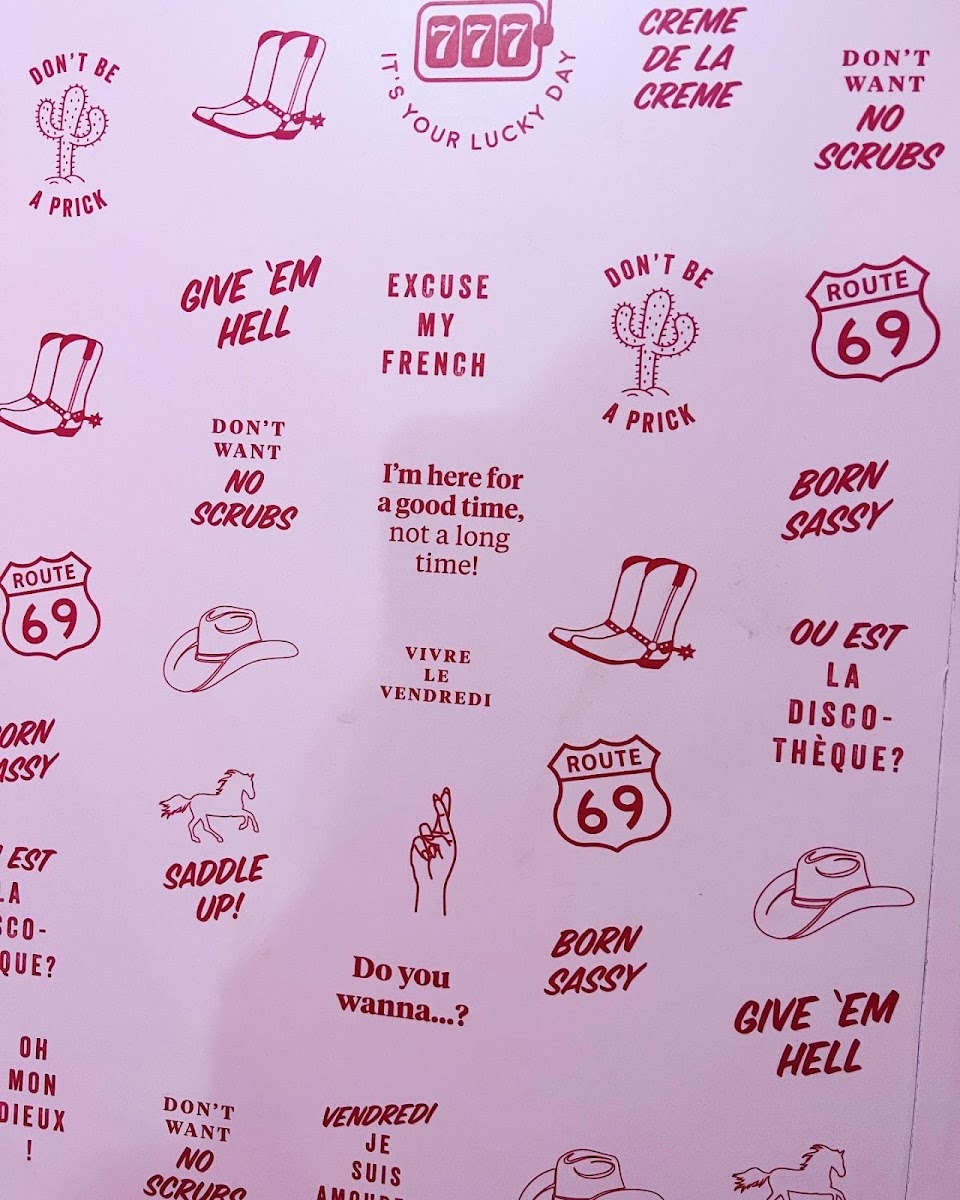 DON'T BE
A PRICK
777
IT'S YOUR LUCKY DAY
CREME
DE LA
CREME
DON'T
WANT
NO
SCRUBS
GIVE 'EM
HELL
EXCUSE
MY
FRENCH
DON'T BE
A PRICK
ROUTE
69
DON'T
WANT
NO
SCRUBS
I'm here for
a good time,
not a long
time!
BORN
SASSY
ROUTE
69
VIVRE
LE
VENDREDI
OU EST
LA
DISCO-
THÈQUE?
ORN
ASSY
SADDLE
UP!
ROUTE
69
EST
LA
SCO-
QUE?
Do you
wanna...?
BORN
SASSY
GIVE 'EM
HELL
OH
MON
DIEUX
!
DON'T
WANT
NO
SCRUBS
VENDREDI
JE
SUIS